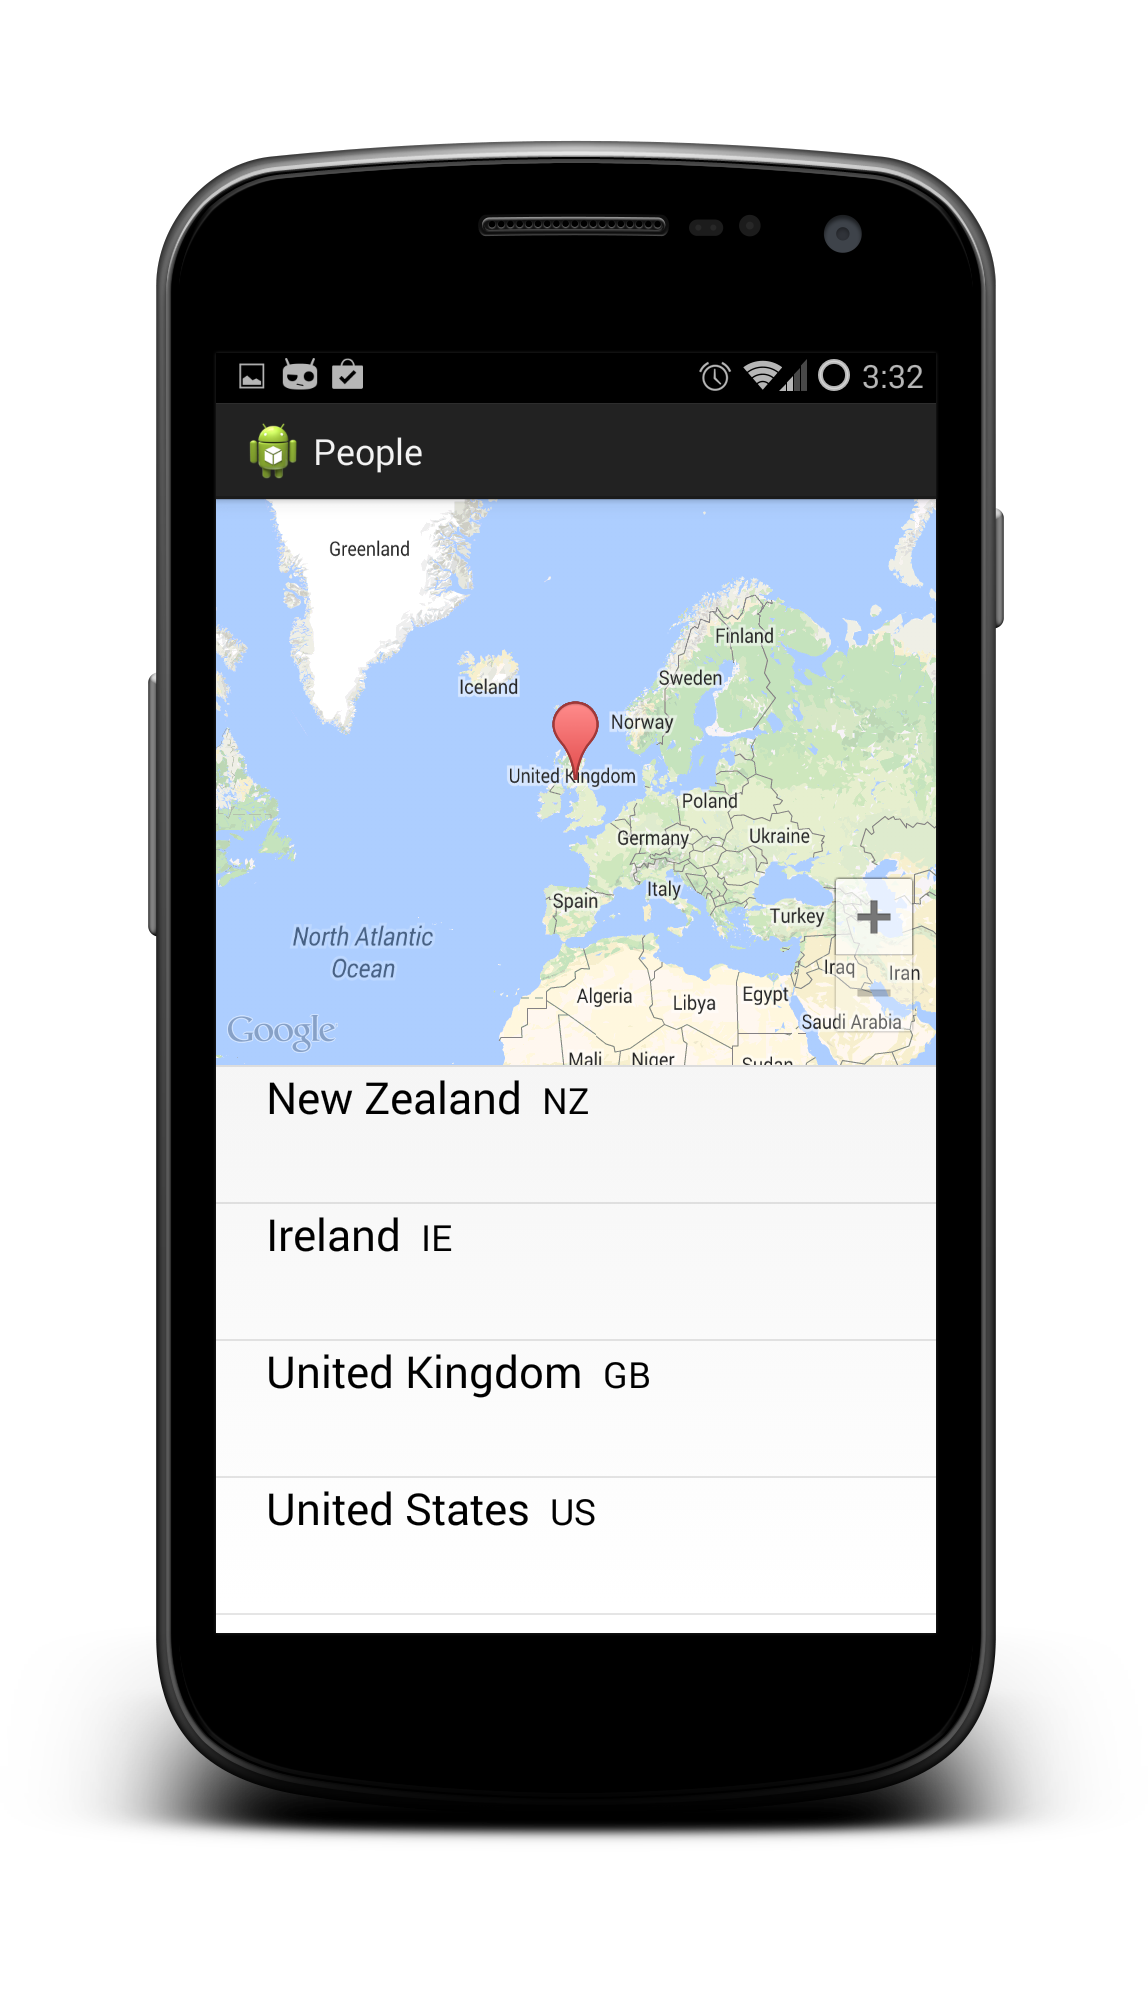 3:32
People
Greenland
Finland
Sweden
Iceland
Norway
United Kingdom
Poland
Germany
Ukraine
Italy
Spain
Turkey
North Atlantic
Ocean
+
Iraq
Iran
Algeria
Libya
Egypt
−
Saudi Arabia
Google
Mali
Niger
Sudan
New Zealand NZ
Ireland IE
United Kingdom GB
United States US